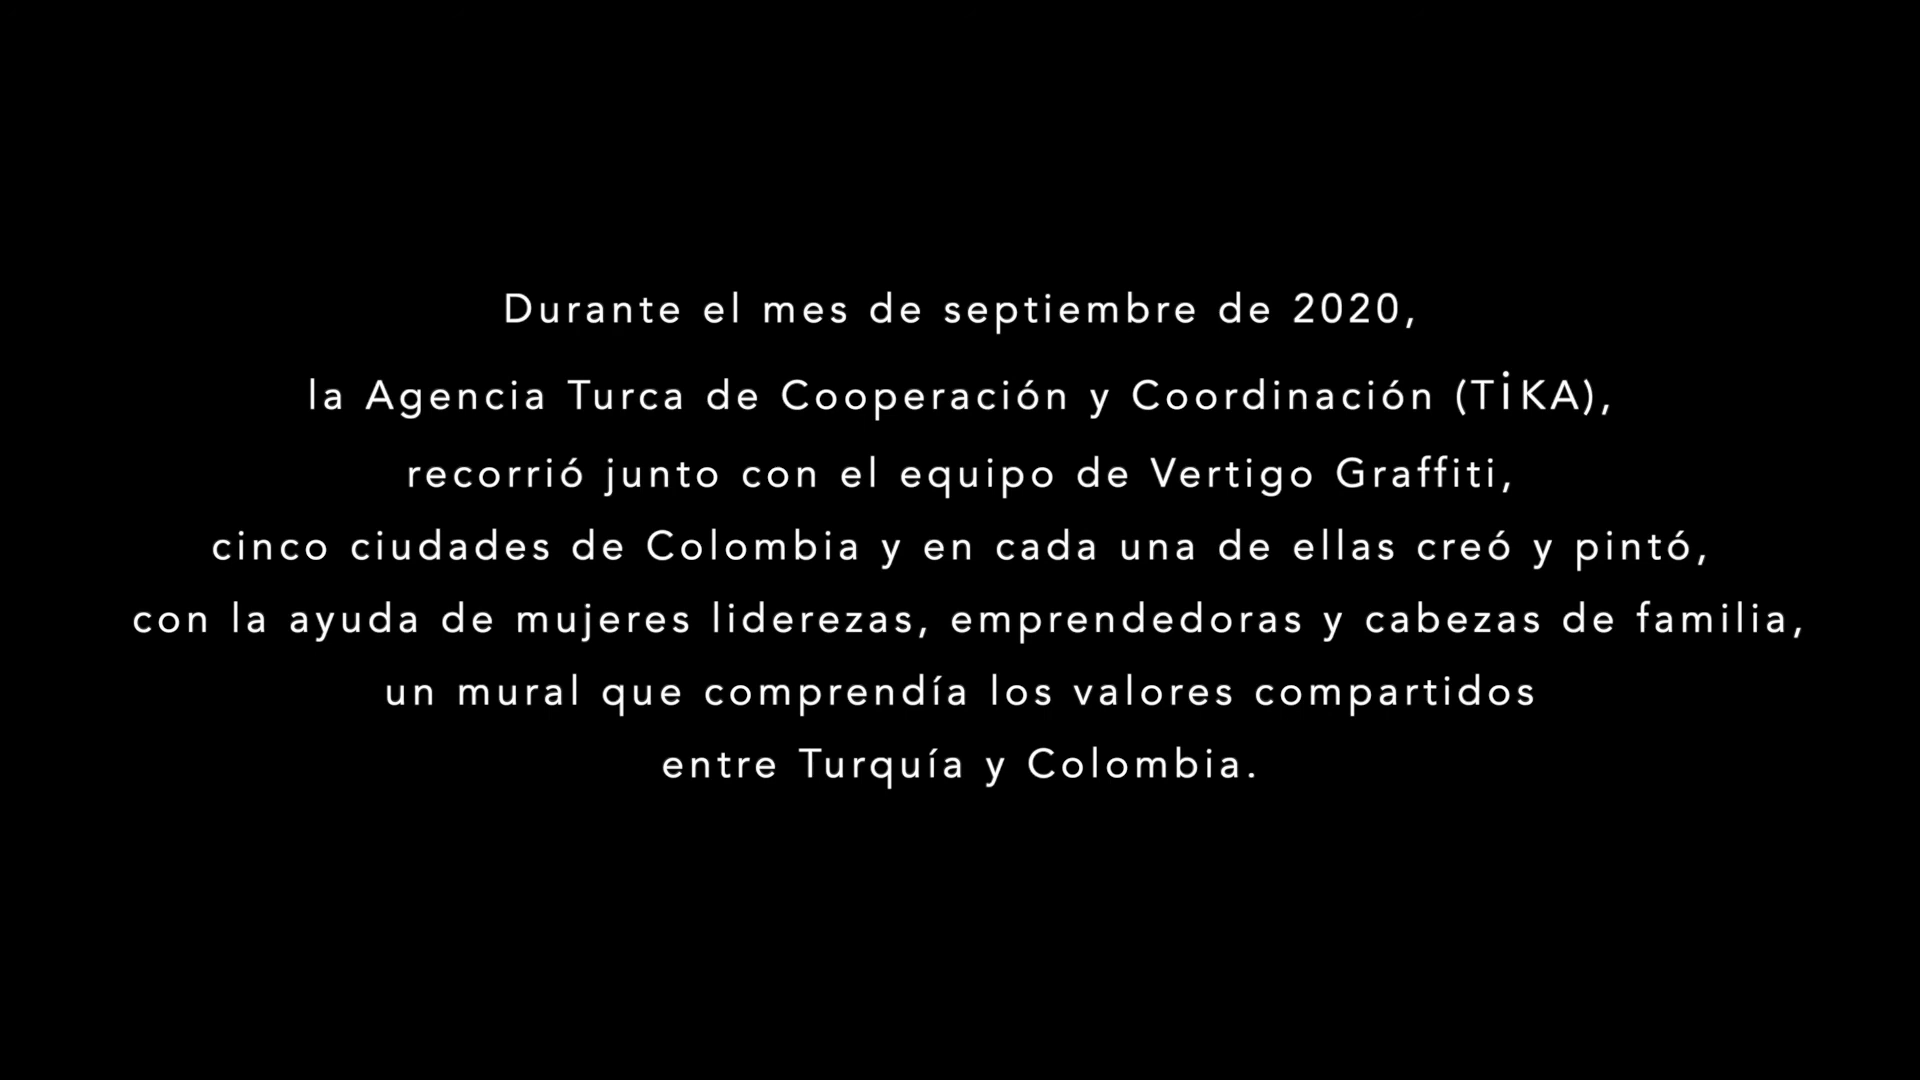 Durante el mes de septiembre de 2020,
la Agencia Turca de Cooperación y Coordinación (TİKA),
recorrió junto con el equipo de Vertigo Graffiti,
cinco ciudades de Colombia y en cada una de ellas creó y pintó,
con la ayuda de mujeres liderezas, emprendedoras y cabezas de familia,
un mural que comprendía los valores compartidos
entre Turquía y Colombia.